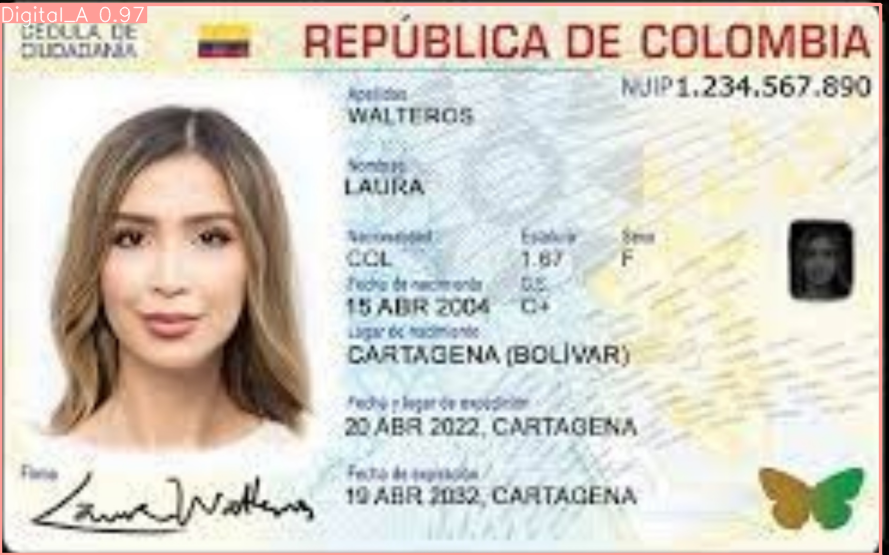 Digital_A 0.97
CÉDULA DE
CIUDADANÍA
REPÚBLICA DE COLOMBIA
NUIP 1.234.567.890
Apellidos
WALTEROS
Nombres
LAURA
Nacionalidad Estatura Sexo
COL 1.67 F
Fecha de nacimiento G.S.
15 ABR 2004 O+
Lugar de nacimiento
CARTAGENA (BOLÍVAR)
Fecha y lugar de expedición
20 ABR 2022, CARTAGENA
Fecha de expiración
19 ABR 2032, CARTAGENA
Firma
Laura Walteros